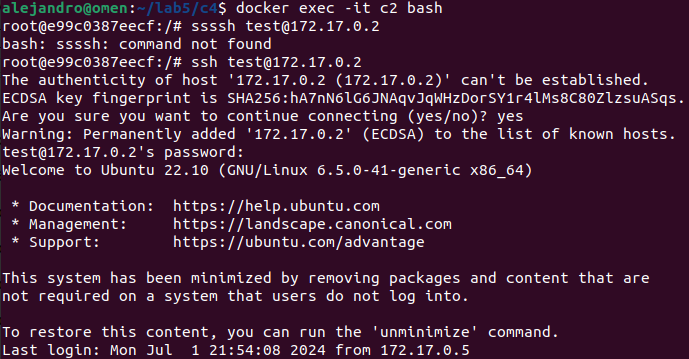 alejandro@omen:~/lab5/c4$ docker exec -it c2 bash
root@e99c0387eecf:/# ssssh test@172.17.0.2
bash: ssssh: command not found
root@e99c0387eecf:/# ssh test@172.17.0.2
The authenticity of host '172.17.0.2 (172.17.0.2)' can't be established.
ECDSA key fingerprint is SHA256:hA7nN6lG6JNAqvJqWHzDorSY1r4lMs8C80ZlzsuASqs.
Are you sure you want to continue connecting (yes/no)? yes
Warning: Permanently added '172.17.0.2' (ECDSA) to the list of known hosts.
test@172.17.0.2's password:
Welcome to Ubuntu 22.10 (GNU/Linux 6.5.0-41-generic x86_64)

 * Documentation:  https://help.ubuntu.com
 * Management:     https://landscape.canonical.com
 * Support:        https://ubuntu.com/advantage

This system has been minimized by removing packages and content that are
not required on a system that users do not log into.

To restore this content, you can run the 'unminimize' command.
Last login: Mon Jul  1 21:54:08 2024 from 172.17.0.5